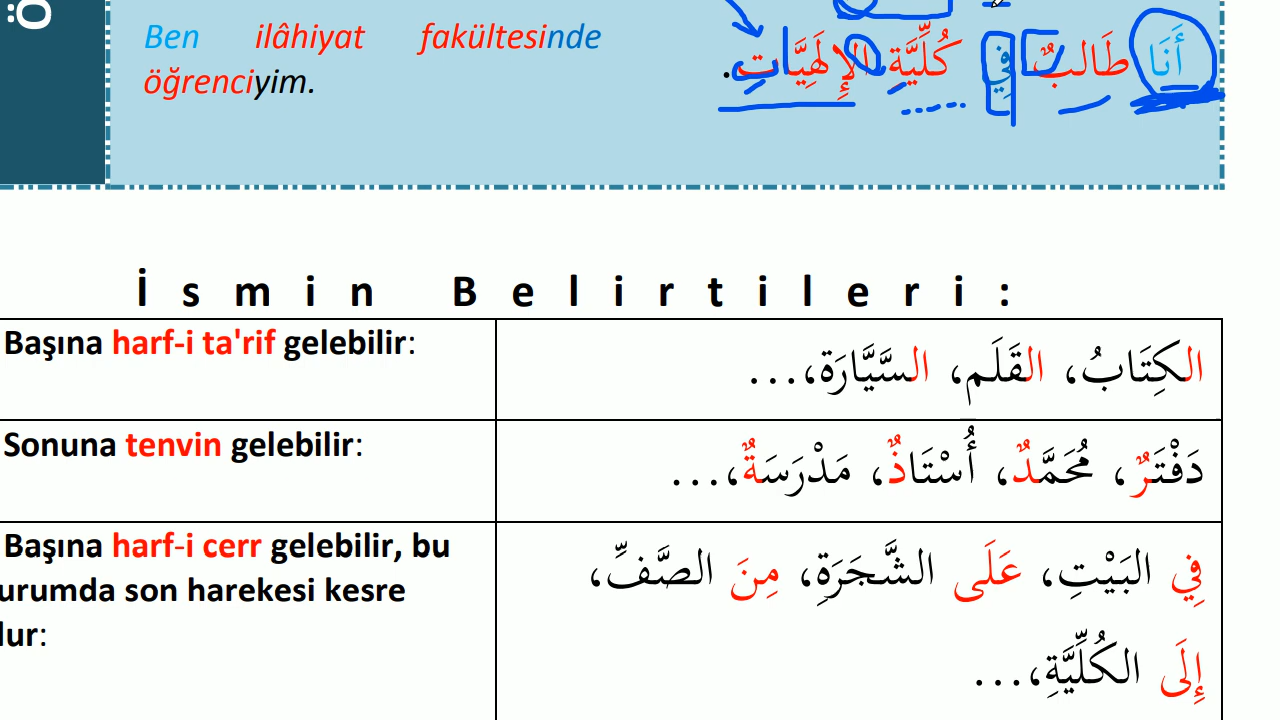 Ö
Ben ilâhiyat fakültesinde
öğrenciyim.
أَنَا طَالبٌ فِي كُلِّيَّةِ الإِلَهِيَّاتِ.
İsmin Belirtileri:
Başına harf-i ta'rif gelebilir:
الكِتَابُ، القَلَم، السَّيَّارَة،...
Sonuna tenvin gelebilir:
دَفْتَرٌ، مُحَمَّدٌ، أُسْتَاذٌ، مَدْرَسَةٌ،...
Başına harf-i cerr gelebilir, bu
urumda son harekesi kesre
lur:
فِي البَيْتِ، عَلَى الشَّجَرَةِ، مِنَ الصَّفِّ،
إِلَى الكُلِّيَّةِ،...